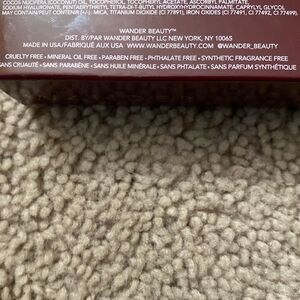 COCOS NUCIFERA (COCONUT) OIL, TOCOPHEROL, TOCOPHERYL ACETATE, ASCORBYL PALMITATE,
SODIUM HYALURONATE, PENTAERYTHRITYL TETRA-DI-T-BUTYL HYDROXYHYDROCINNAMATE, CAPRYLYL GLYCOL
MAY CONTAIN/PEUT CONTENIR (+/-): MICA, TITANIUM DIOXIDE (CI 77891), IRON OXIDES (CI 77491, CI 77492, CI 77499),
WANDER BEAUTY™
DIST. BY/PAR WANDER BEAUTY LLC NEW YORK, NY 10065
MADE IN USA/FABRIQUÉ AUX USA WWW.WANDERBEAUTY.COM @WANDER_BEAUTY
CRUELTY FREE • MINERAL OIL FREE • PARABEN FREE • PHTHALATE FREE • SYNTHETIC FRAGRANCE FREE
SANS CRUAUTÉ • SANS PARABÈNE • SANS HUILE MINÉRALE • SANS PHTALATE • SANS PARFUM SYNTHÉTIQUE